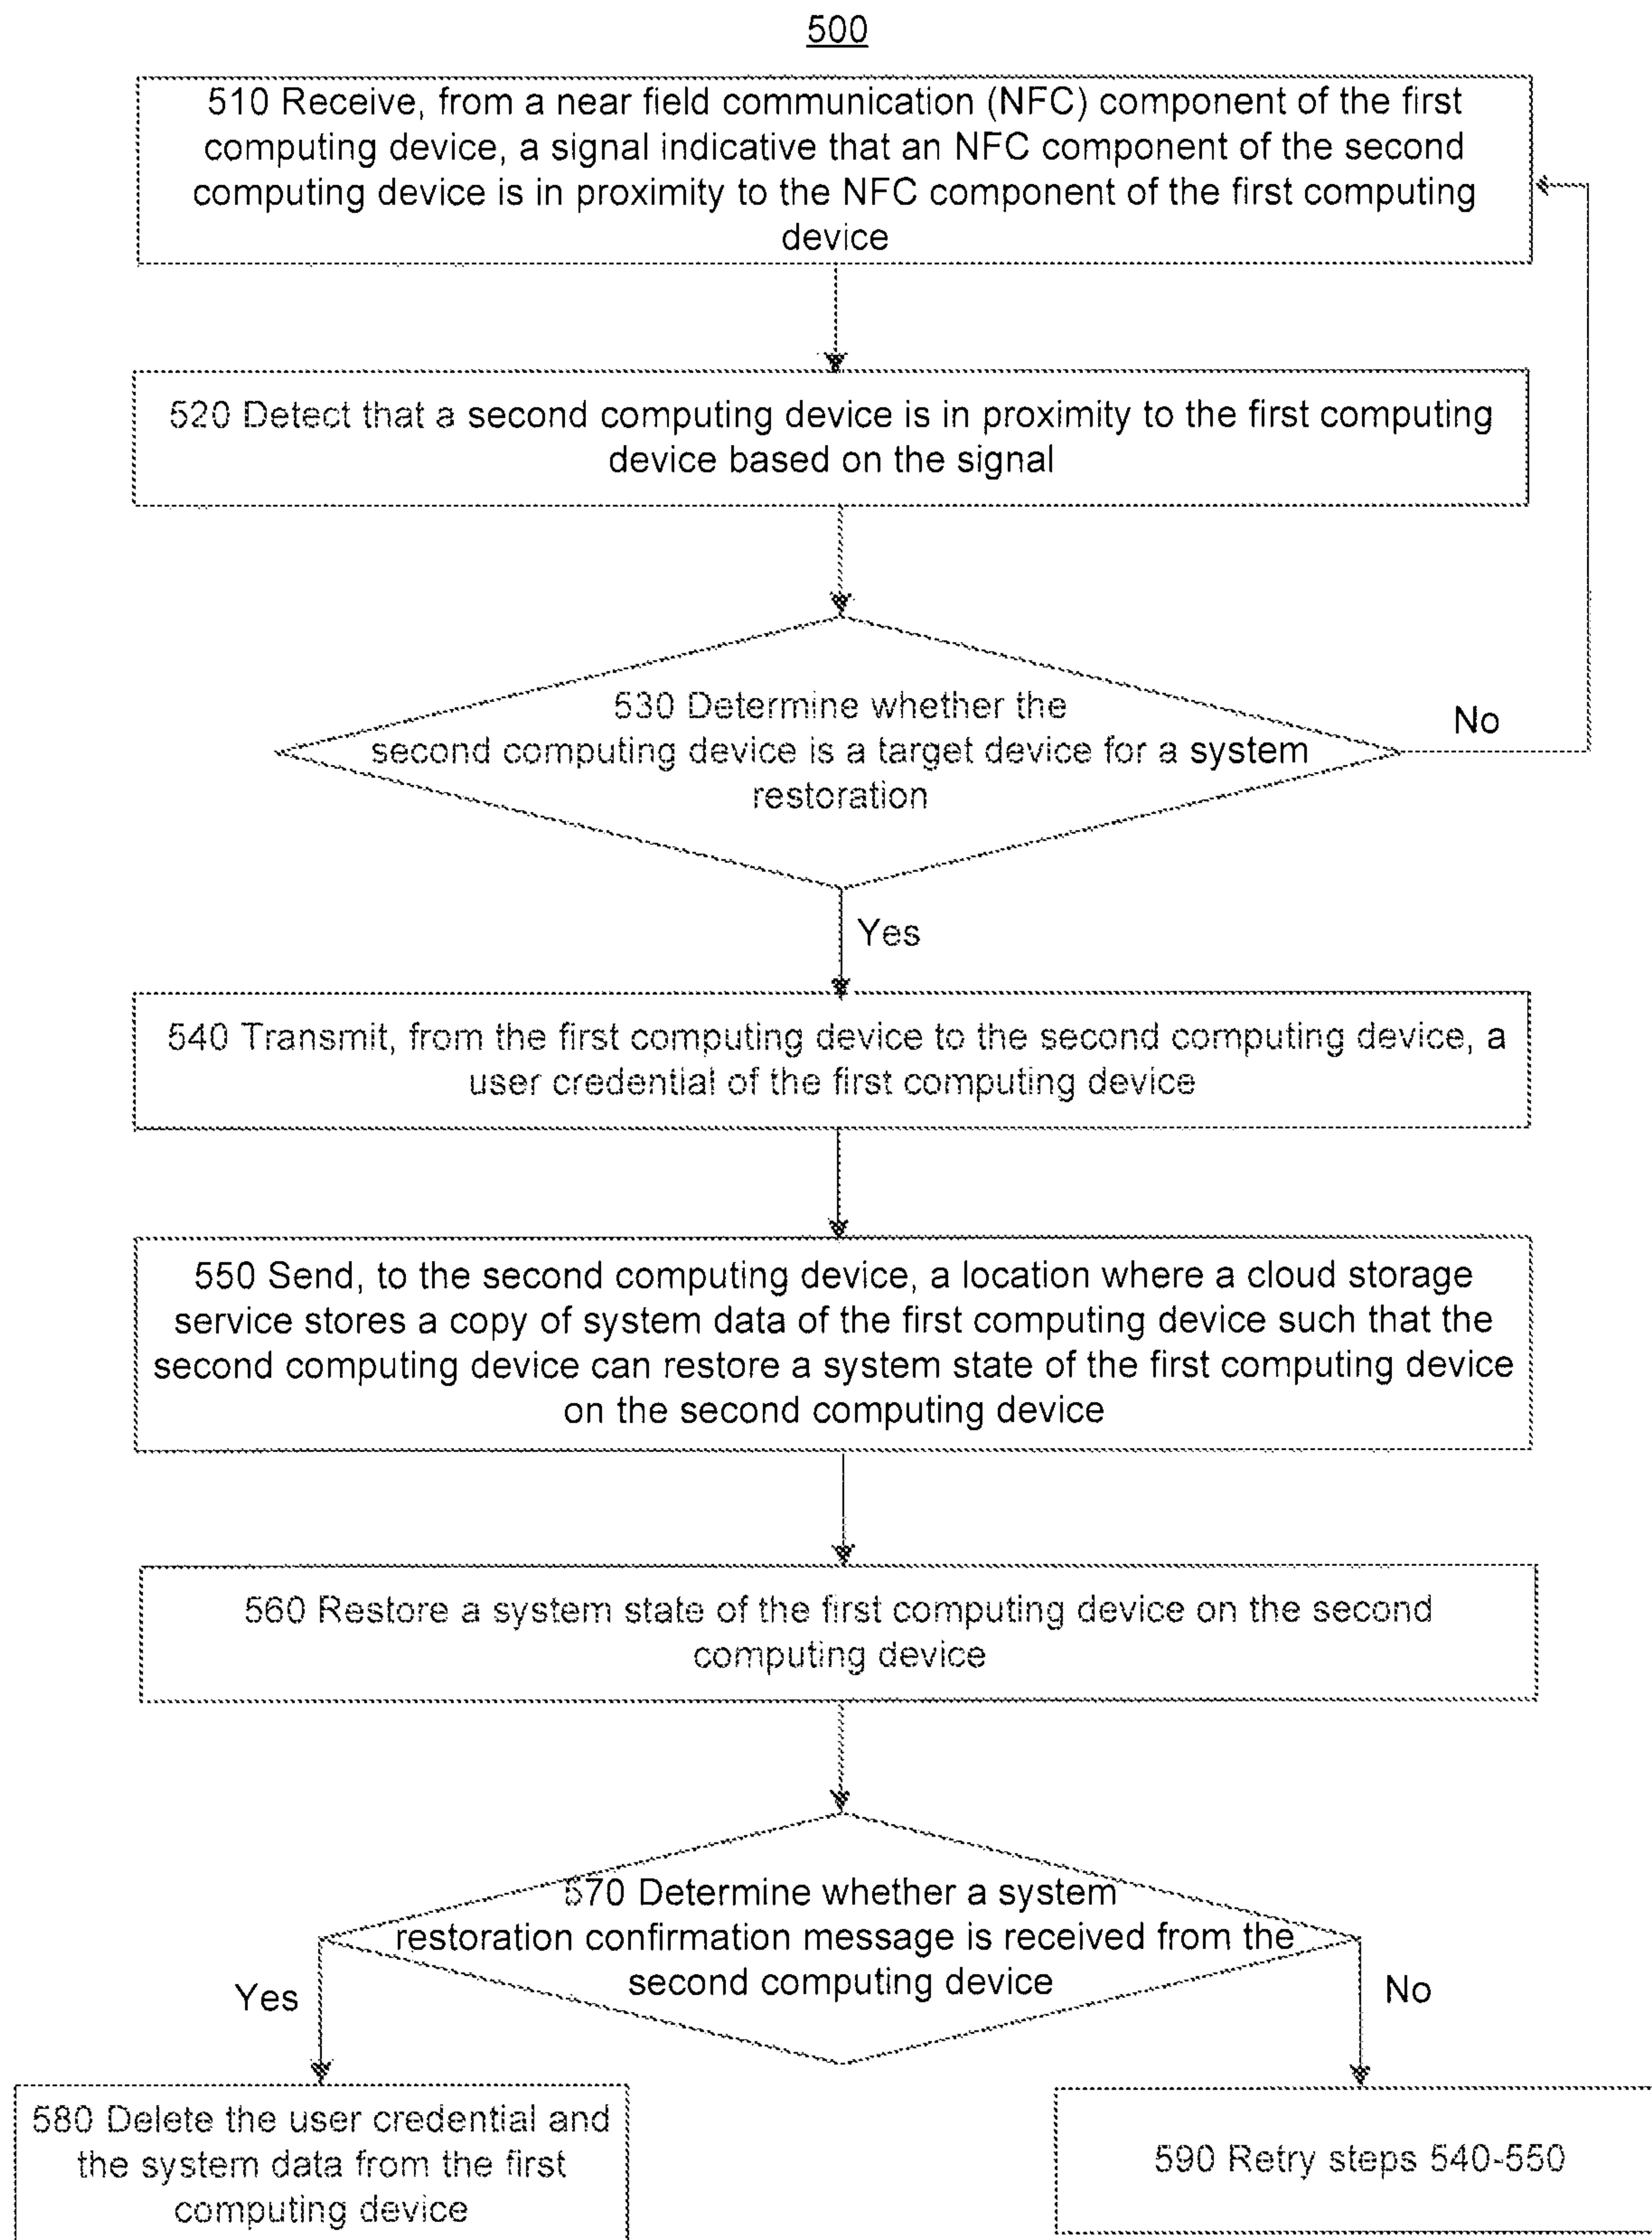 500
510 Receive, from a near field communication (NFC) component of the first
computing device, a signal indicative that an NFC component of the second
computing device is in proximity to the NFC component of the first computing
device
520 Detect that a second computing device is in proximity to the first computing
device based on the signal
530 Determine whether the
second computing device is a target device for a system
restoration
No
Yes
540 Transmit, from the first computing device to the second computing device, a
user credential of the first computing device
550 Send, to the second computing device, a location where a cloud storage
service stores a copy of system data of the first computing device such that the
second computing device can restore a system state of the first computing device
on the second computing device
560 Restore a system state of the first computing device on the second
computing device
570 Determine whether a system
restoration confirmation message is received from the
second computing device
Yes
No
580 Delete the user credential and
the system data from the first
computing device
590 Retry steps 540-550